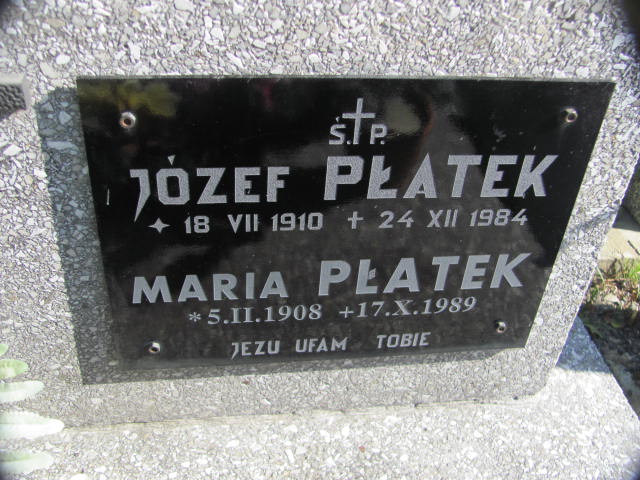 Ś.†P.
JÓZEF PŁATEK
✦ 18 VII 1910 + 24 XII 1984
MARIA PŁATEK
*5.II.1908 +17.X.1989
JEZU UFAM TOBIE